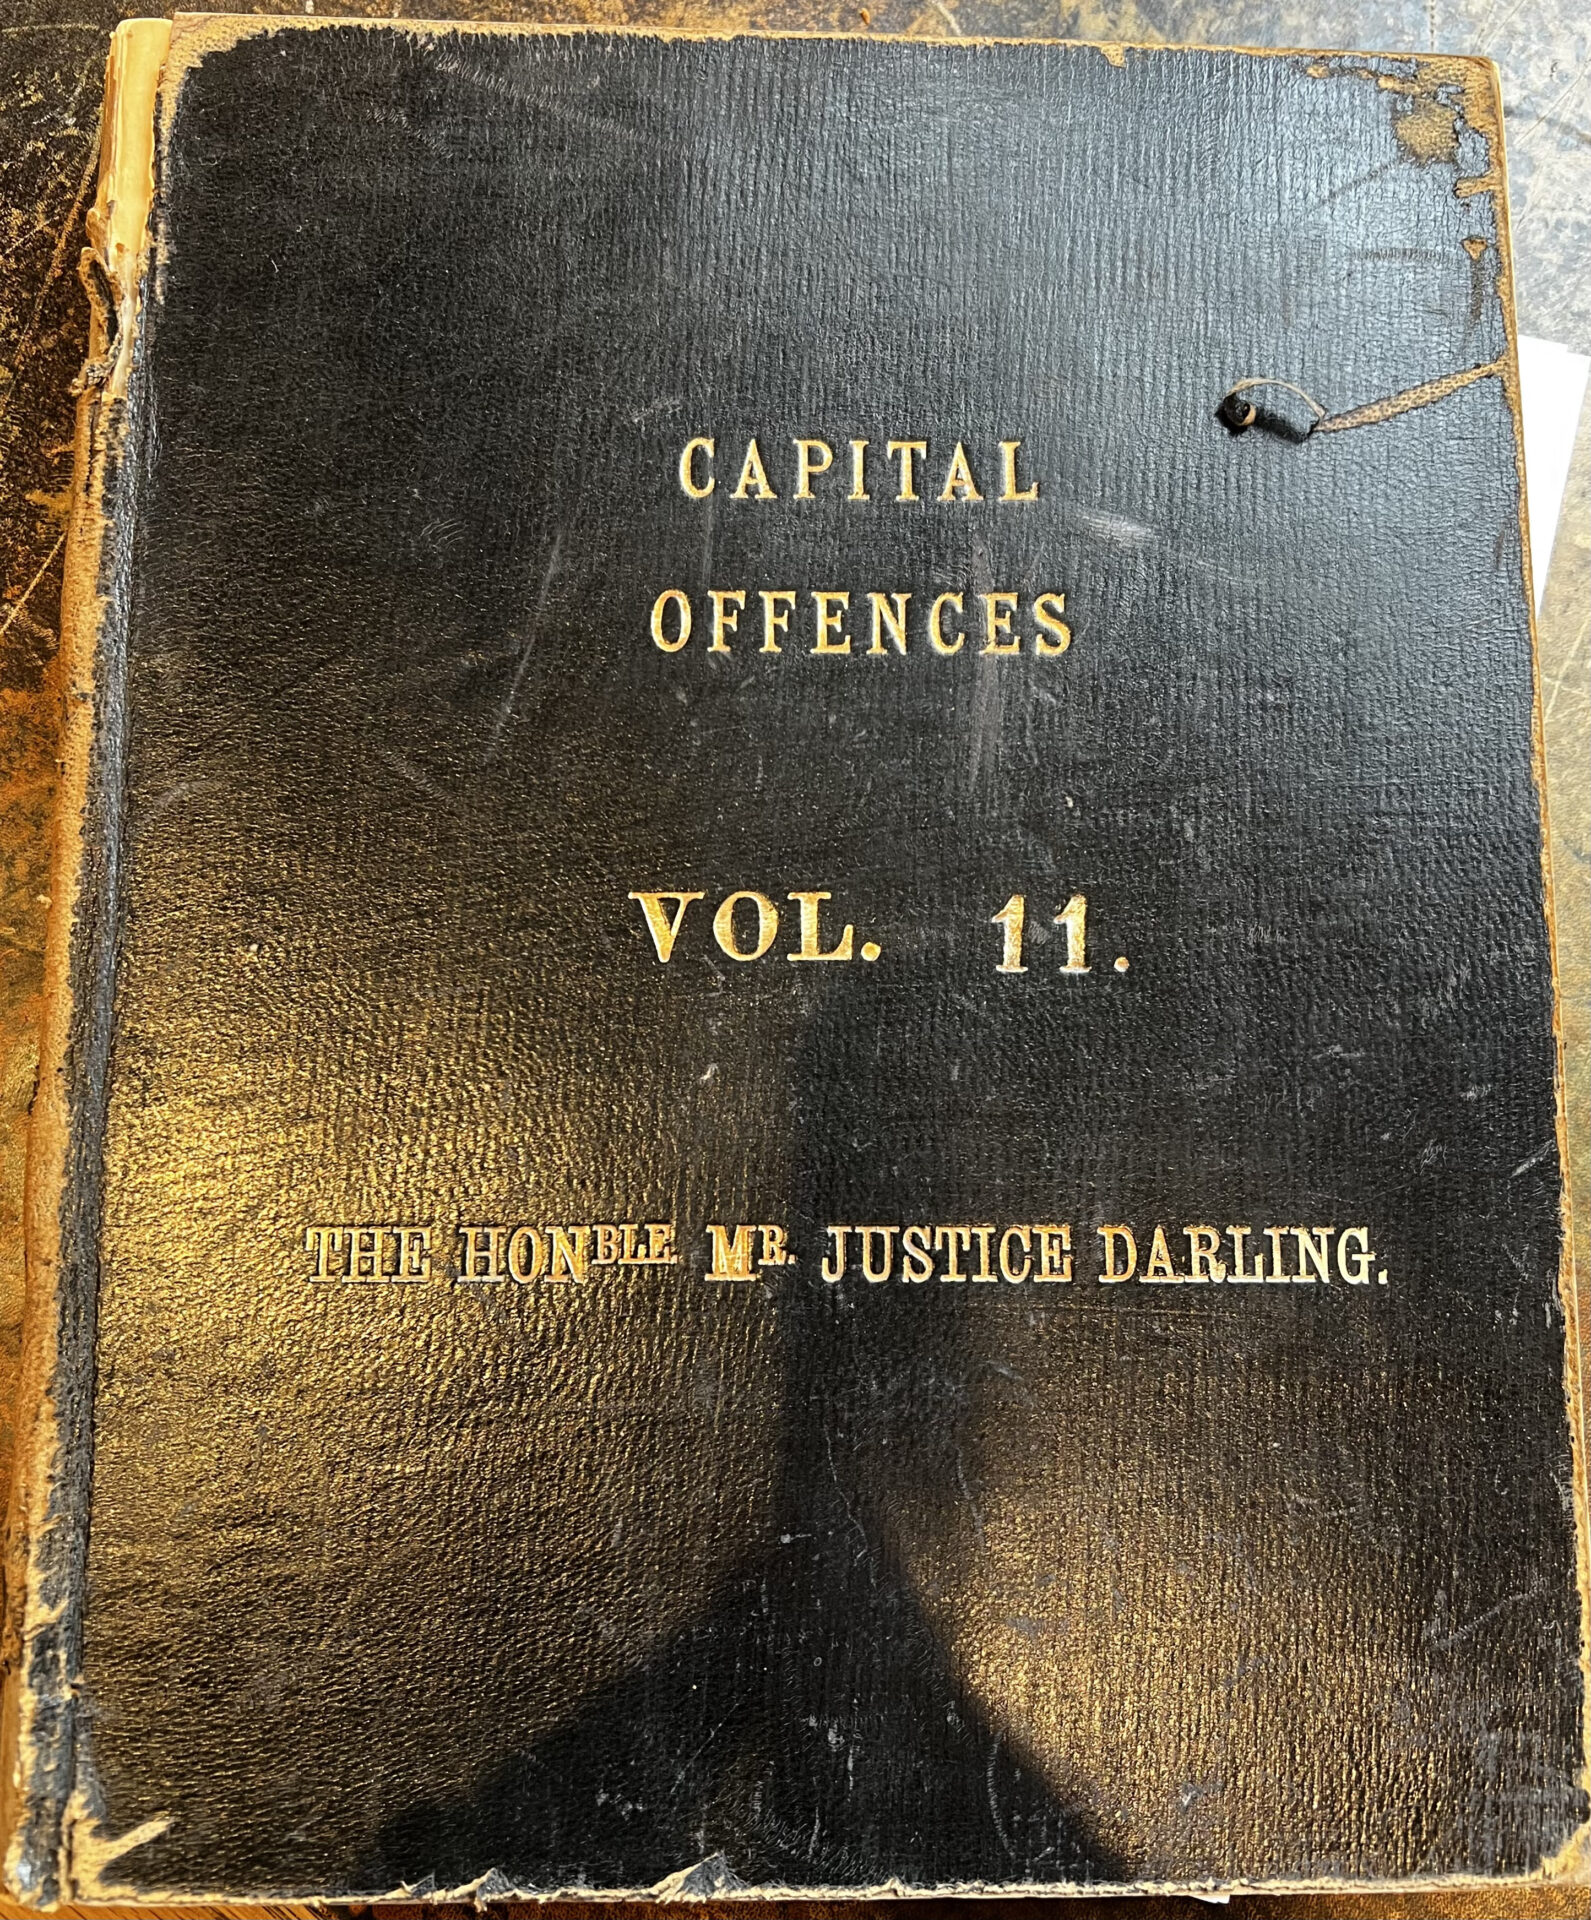 CAPITAL
OFFENCES
VOL. 11.
THE HONBLE. MR. JUSTICE DARLING.